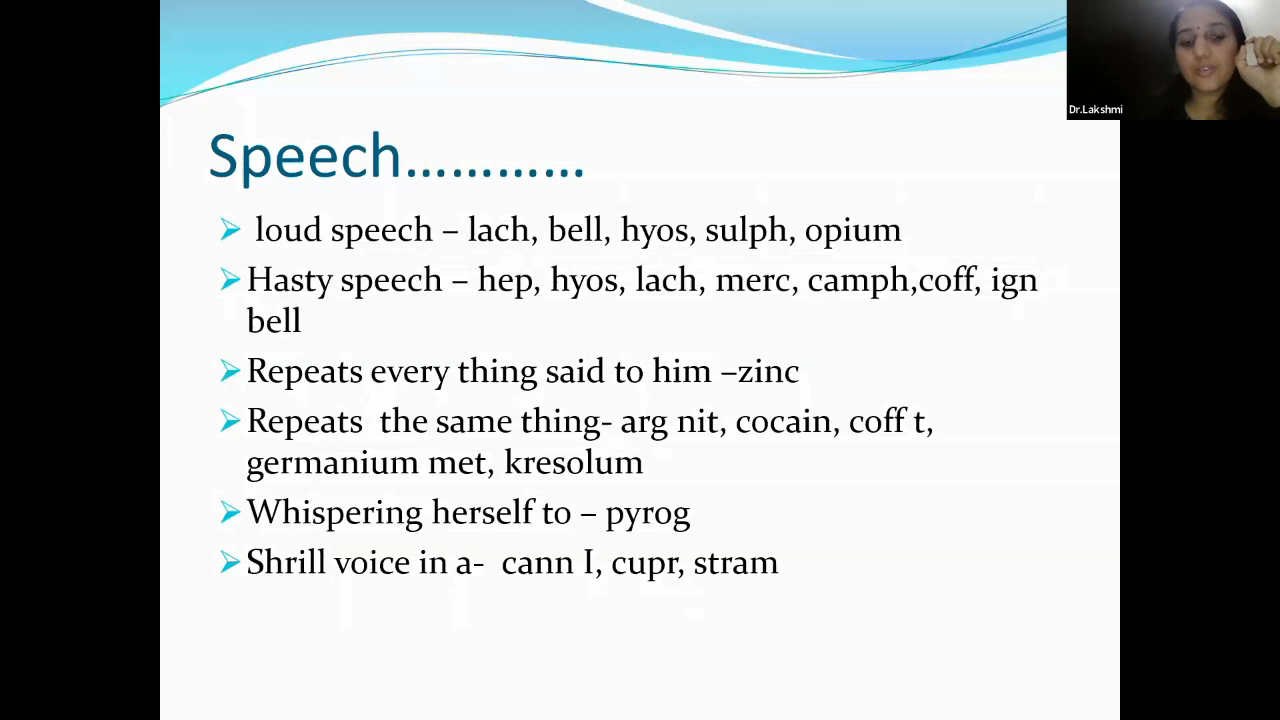 Dr.Lakshmi
Speech…………
loud speech – lach, bell, hyos, sulph, opium
Hasty speech – hep, hyos, lach, merc, camph,coff, ign
bell
Repeats every thing said to him –zinc
Repeats the same thing- arg nit, cocain, coff t,
germanium met, kresolum
Whispering herself to – pyrog
Shrill voice in a- cann I, cupr, stram